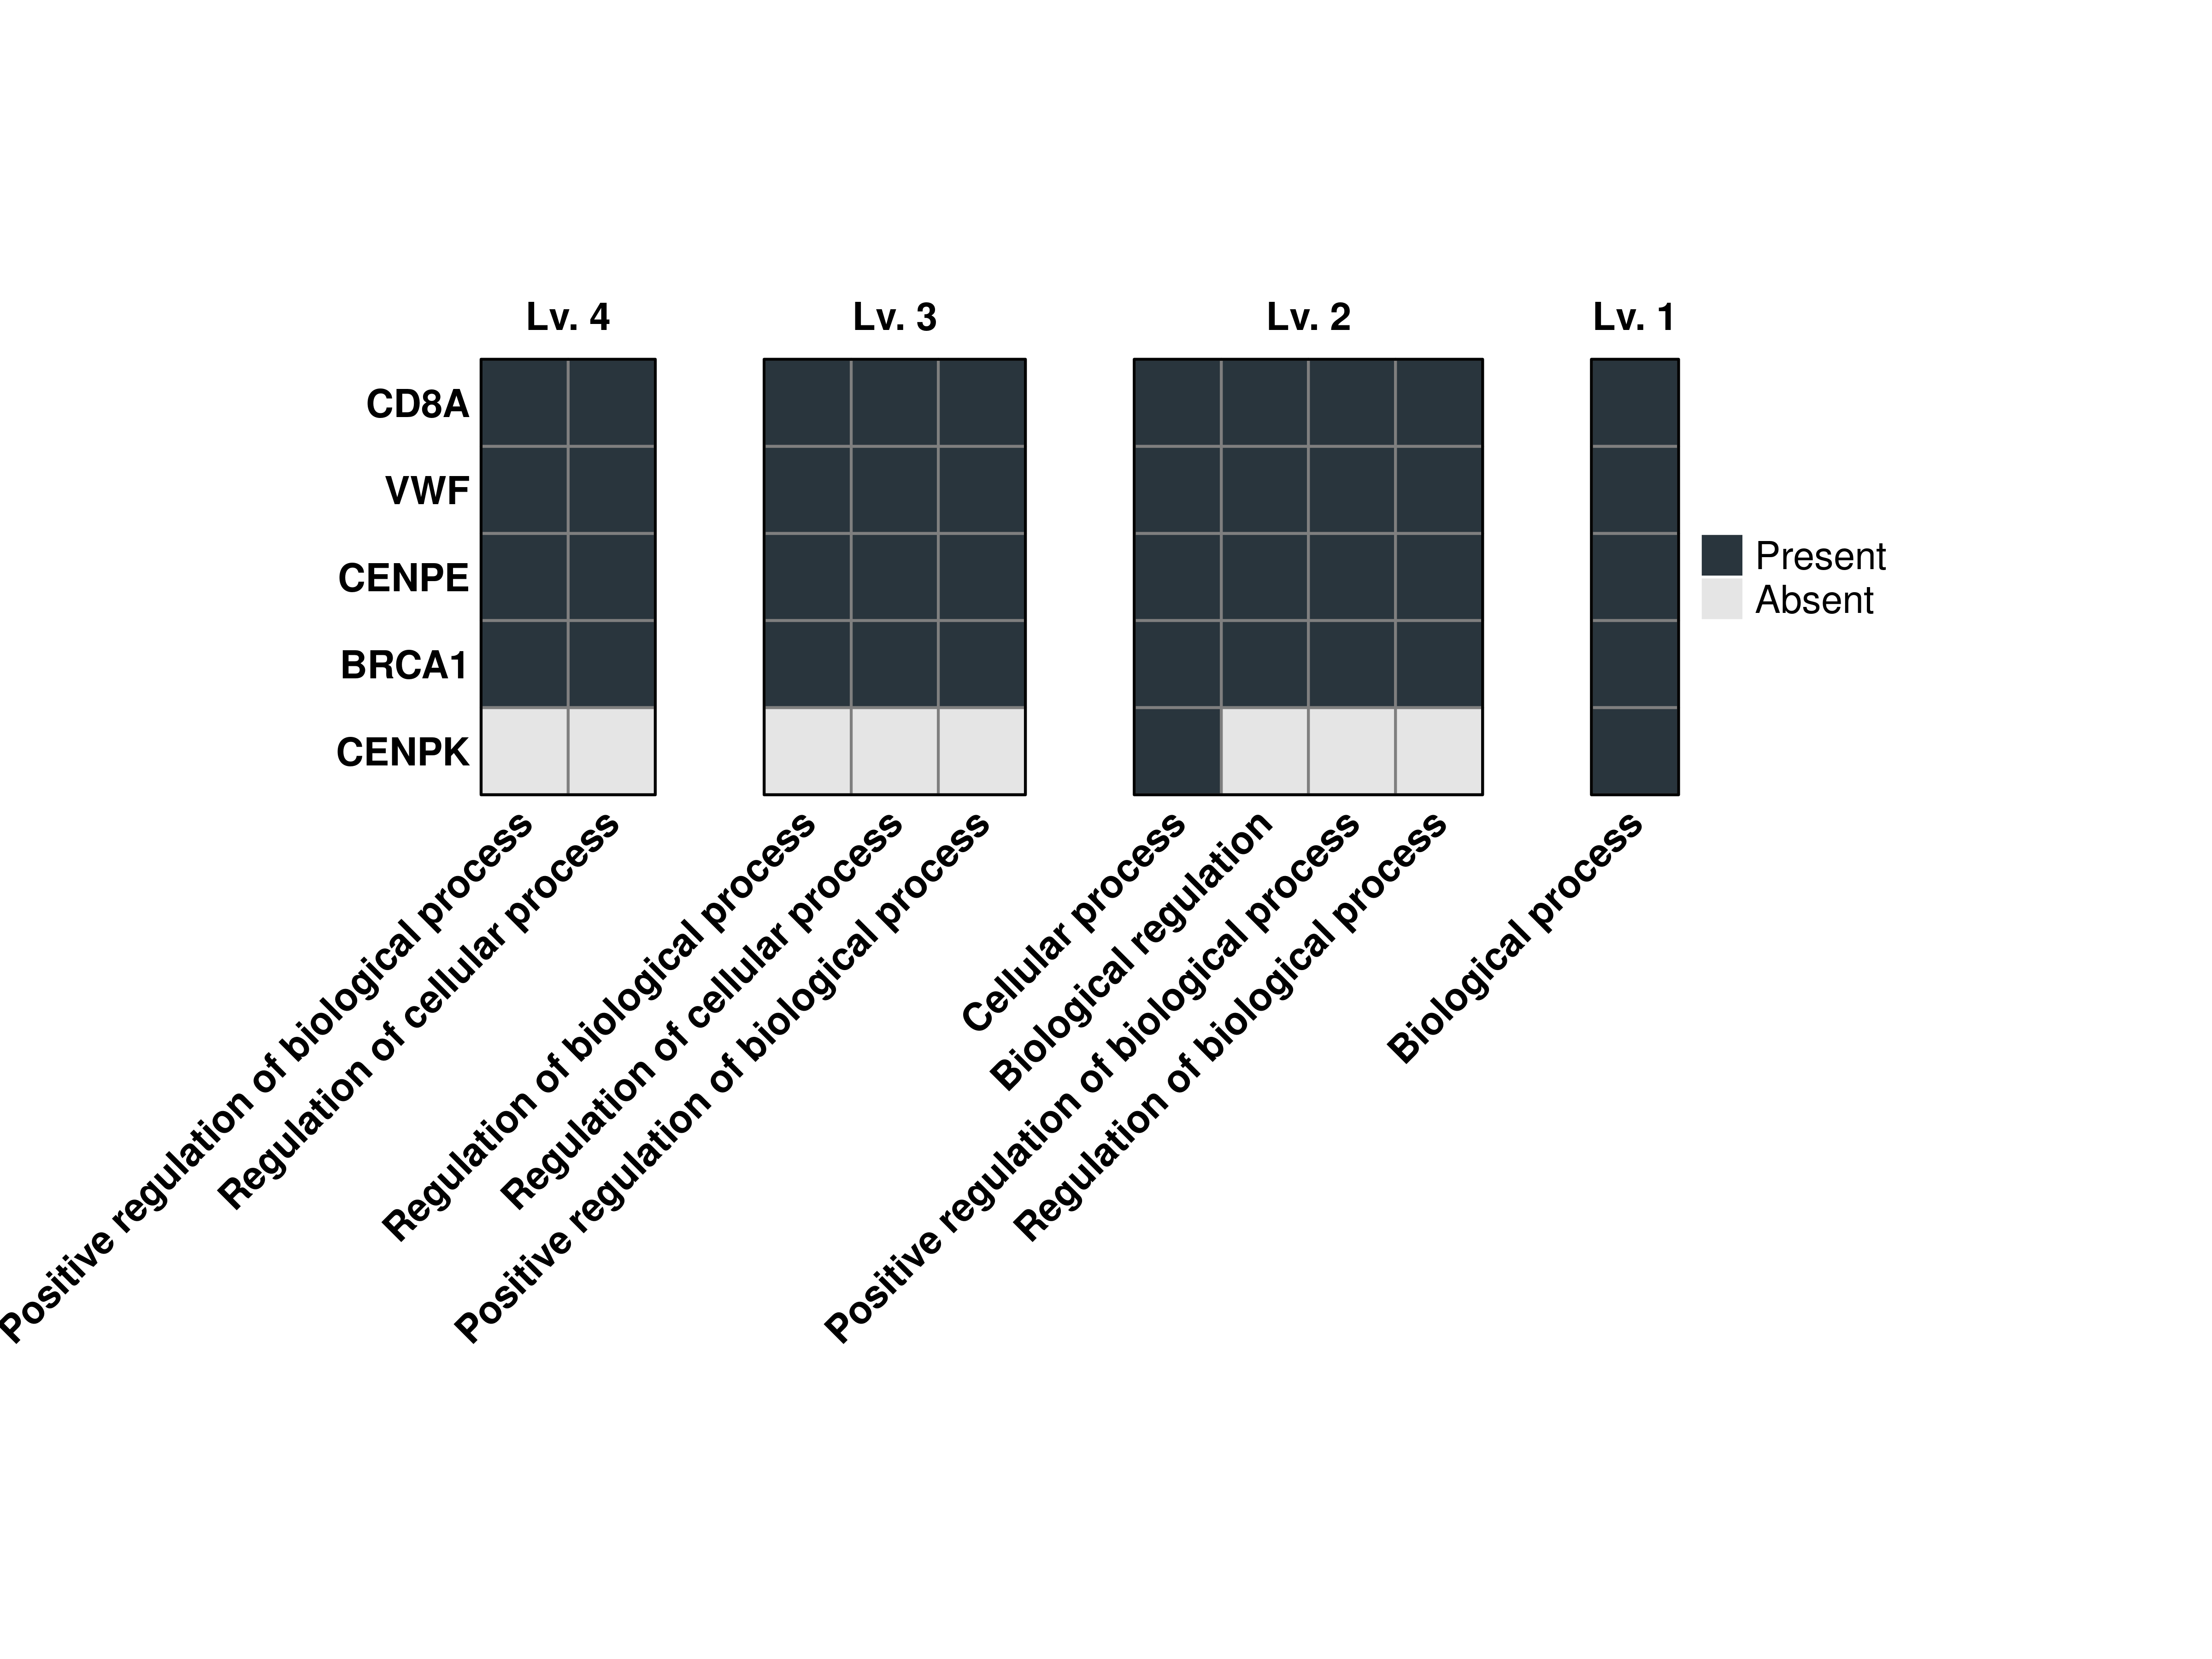 Lv. 4
Lv. 3
Lv. 2
Lv. 1
CD8A
VWF
CENPE
BRCA1
CENPK
Present
Absent
Positive regulation of biological process
Regulation of cellular process
Regulation of biological process
Regulation of cellular process
Positive regulation of biological process
Cellular process
Biological regulation
Positive regulation of biological process
Regulation of biological process
Biological process